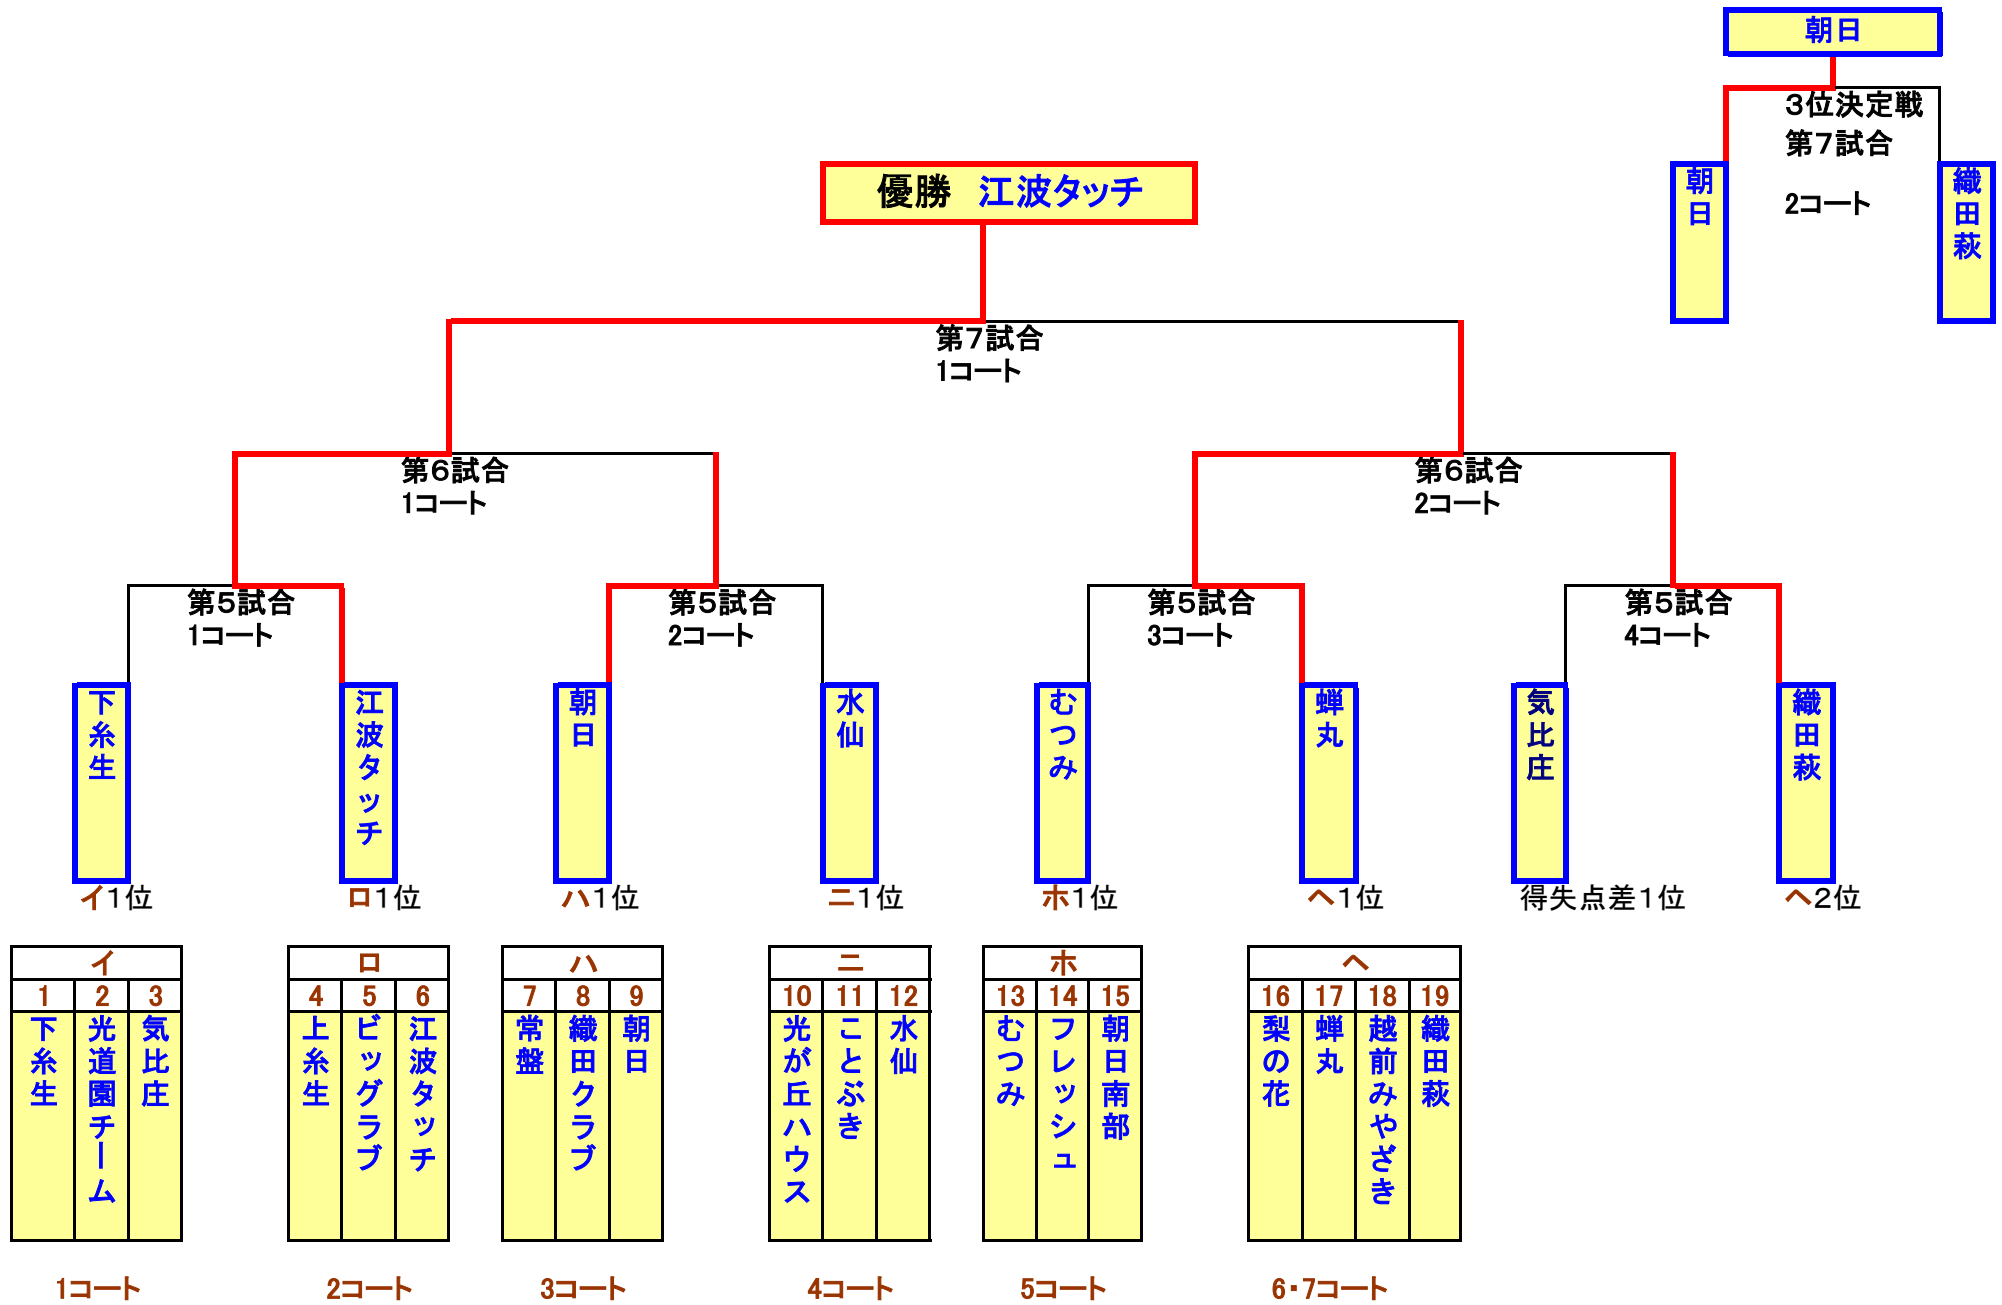 朝日
3位決定戦
第7試合
2コート
朝日
織田萩
優勝　江波タッチ
第7試合
1コート
第6試合
1コート
第6試合
2コート
第5試合
1コート
第5試合
2コート
第5試合
3コート
第5試合
4コート
下糸生
江波タッチ
朝日
水仙
むつみ
蝉丸
気比庄
織田萩
イ1位
ロ1位
ハ1位
ニ1位
ホ1位
ヘ1位
得失点差1位
ヘ2位
イ
1 2 3
下糸生
光道園チーム
気比庄
1コート
ロ
4 5 6
上糸生
ビッグラブ
江波タッチ
2コート
ハ
7 8 9
常盤
織田クラブ
朝日
3コート
ニ
10 11 12
光が丘ハウス
ことぶき
水仙
4コート
ホ
13 14 15
むつみ
フレッシュ
朝日南部
5コート
ヘ
16 17 18 19
梨の花
蝉丸
越前みやざき
織田萩
6・7コート